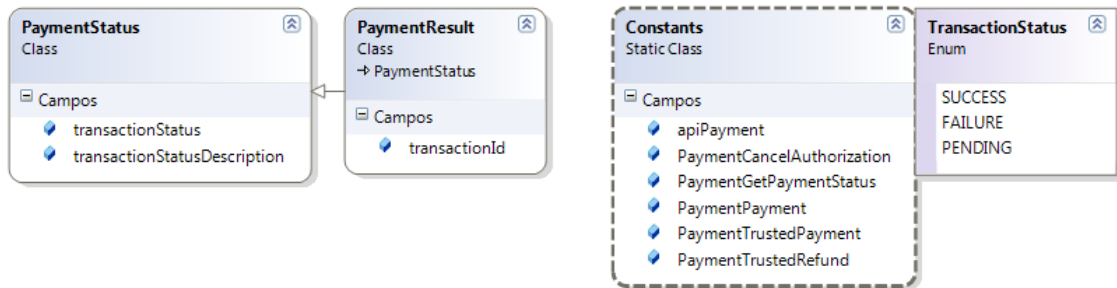 PaymentStatus
Class
Campos
transactionStatus
transactionStatusDescription
PaymentResult
Class
PaymentStatus
Campos
transactionId
Constants
Static Class
Campos
apiPayment
PaymentCancelAuthorization
PaymentGetPaymentStatus
PaymentPayment
PaymentTrustedPayment
PaymentTrustedRefund
TransactionStatus
Enum
SUCCESS
FAILURE
PENDING